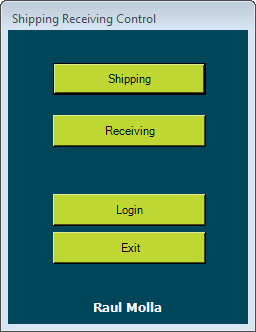 Shipping Receiving Control
Shipping
Receiving
Login
Exit
Raul Molla